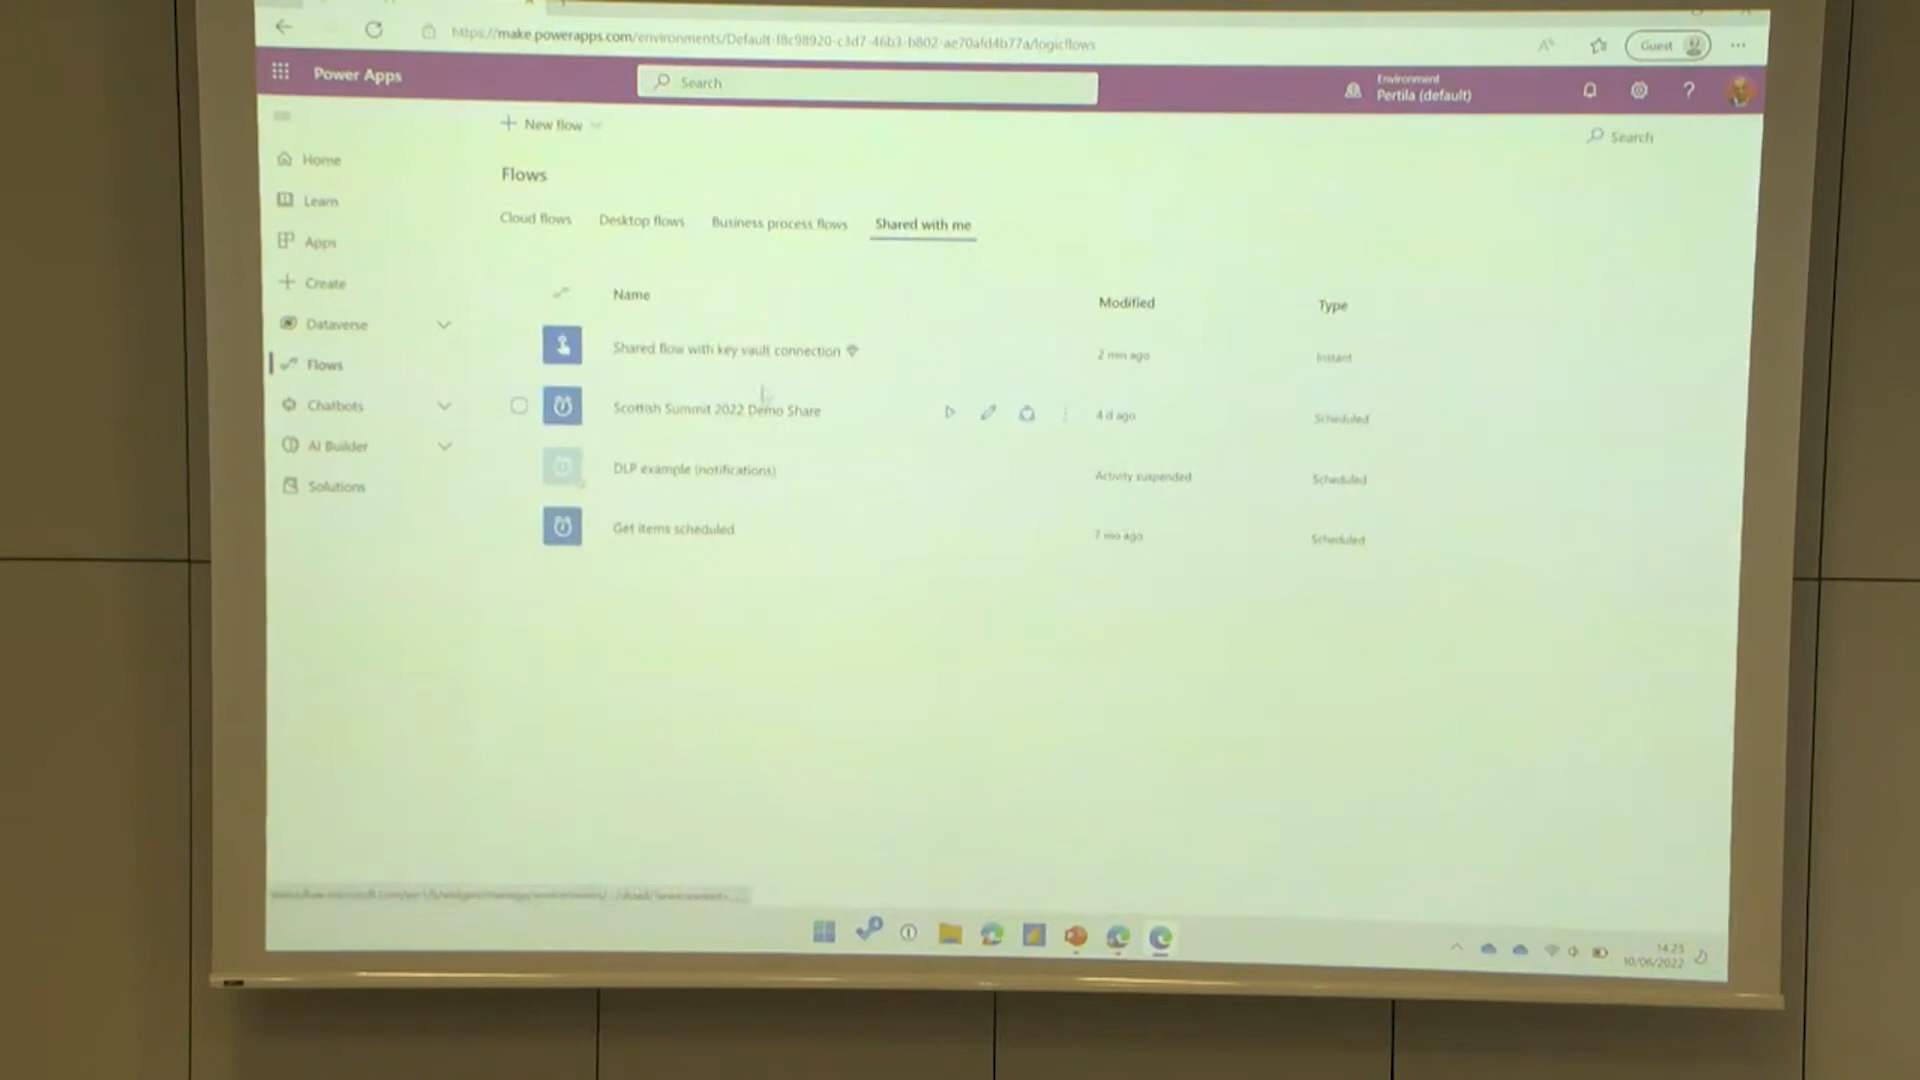 https://make.powerapps.com/environments/Default-f8c98920-c3d7-46b3-b802-ae70afd4b77a/logicflows
Guest
Power Apps
Search
Environment
Pertila (default)
?
New flow
Search
Home
Learn
Apps
Create
Dataverse
Flows
Chatbots
AI Builder
Solutions
Flows
Cloud flows Desktop flows Business process flows Shared with me
Name Modified Type
Shared flow with key vault connection 2 min ago Instant
Scottish Summit 2022 Demo Share 4 d ago Scheduled
DLP example (notifications) Activity suspended Scheduled
Get items scheduled 7 mo ago Scheduled
14.25
10/06/2022